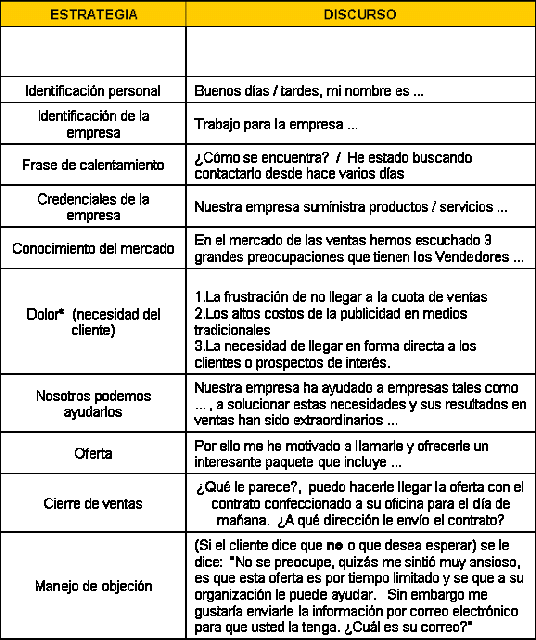 ESTRATEGIA
DISCURSO
Identificación personal
Buenos días / tardes, mi nombre es ...
Identificación de la
empresa
Trabajo para la empresa ...
Frase de calentamiento
¿Cómo se encuentra? / He estado buscando
contactarlo desde hace varios días
Credenciales de la
empresa
Nuestra empresa suministra productos / servicios ...
Conocimiento del mercado
En el mercado de las ventas hemos escuchado 3
grandes preocupaciones que tienen los Vendedores ...
Dolor* (necesidad del
cliente)
1.La frustración de no llegar a la cuota de ventas
2.Los altos costos de la publicidad en medios
tradicionales
3.La necesidad de llegar en forma directa a los
clientes o prospectos de interés.
Nosotros podemos
ayudarlos
Nuestra empresa ha ayudado a empresas tales como
... , a solucionar estas necesidades y sus resultados en
ventas han sido extraordinarios ...
Oferta
Por ello me he motivado a llamarle y ofrecerle un
interesante paquete que incluye ...
Cierre de ventas
¿Qué le parece?, puedo hacerle llegar la oferta con el
contrato confeccionado a su oficina para el día de
mañana. ¿A qué dirección le envío el contrato?
Manejo de objeción
(Si el cliente dice que no o que desea esperar) se le
dice: "No se preocupe, quizás me sintió muy ansioso,
es que esta oferta es por tiempo limitado y se que a su
organización le puede ayudar. Sin embargo me
gustaría enviarle la información por correo electrónico
para que usted la tenga. ¿Cuál es su correo?"